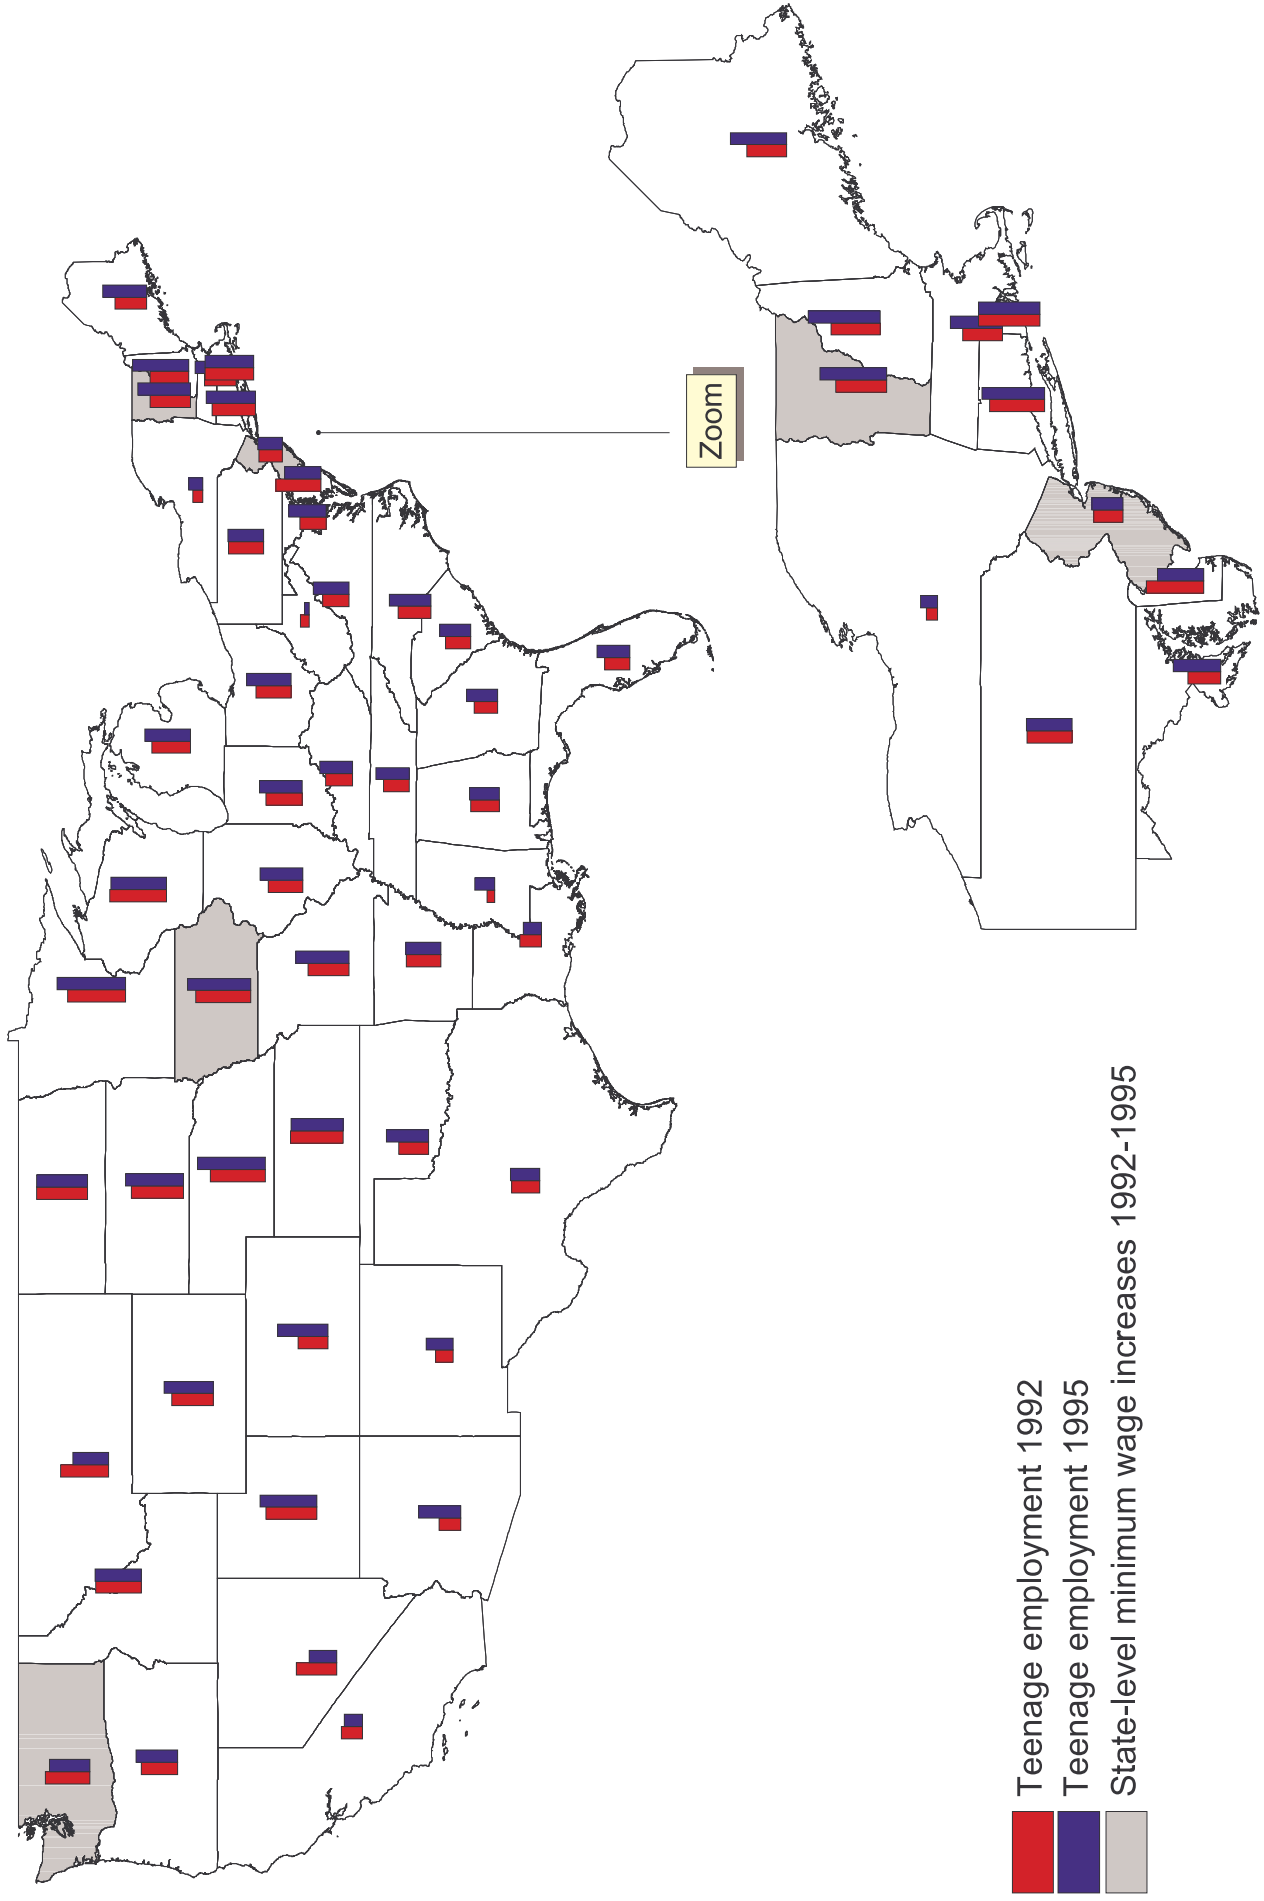 Zoom
Teenage employment 1992
Teenage employment 1995
State-level minimum wage increases 1992-1995